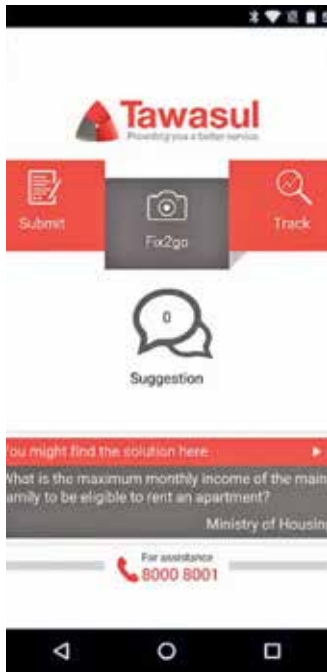 Tawasul
Providing you a better service
Submit
Fix2go
Track
0
Suggestion
ou might find the solution here
What is the maximum monthly income of the main
amily to be eligible to rent an apartment?
Ministry of Housin
For assistance
8000 8001